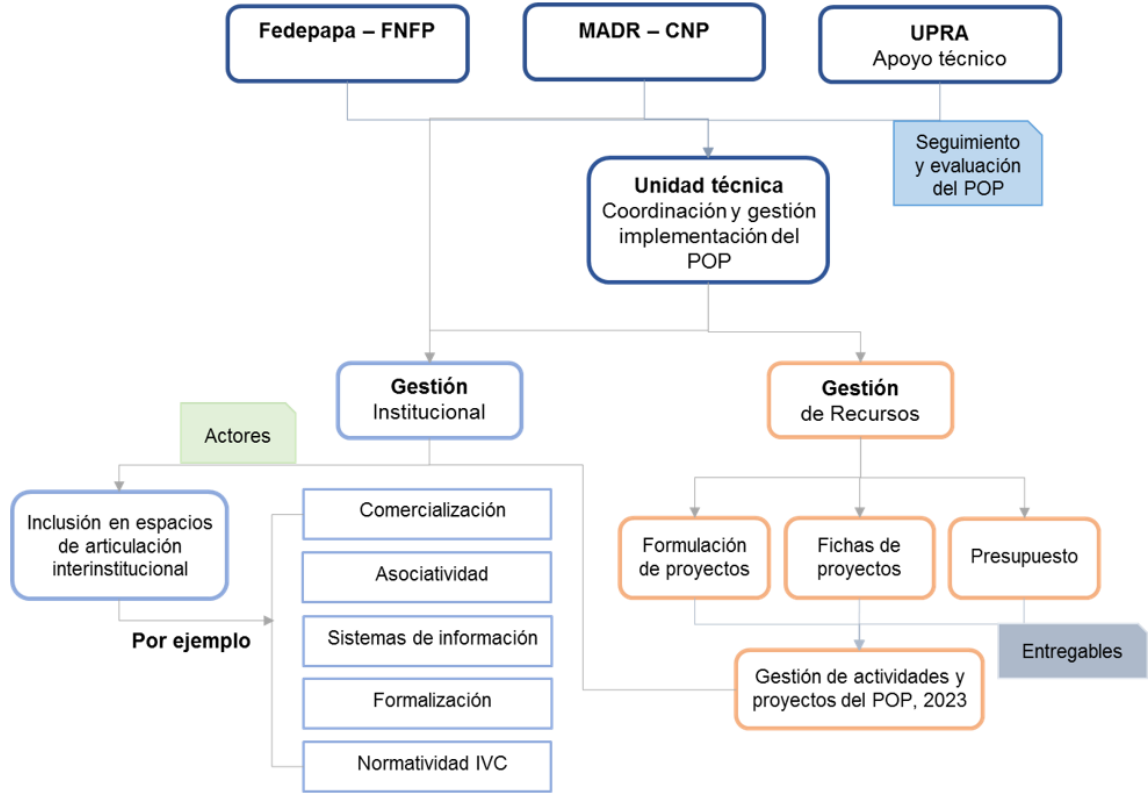 Fedepapa – FNFP
MADR – CNP
UPRA
Apoyo técnico
Seguimiento
y evaluación
del POP
Unidad técnica
Coordinación y gestión
implementación del
POP
Gestión
Institucional
Gestión
de Recursos
Actores
Inclusión en espacios
de articulación
interinstitucional
Por ejemplo
Comercialización
Asociatividad
Sistemas de información
Formalización
Normatividad IVC
Formulación
de proyectos
Fichas de
proyectos
Presupuesto
Entregables
Gestión de actividades y
proyectos del POP, 2023